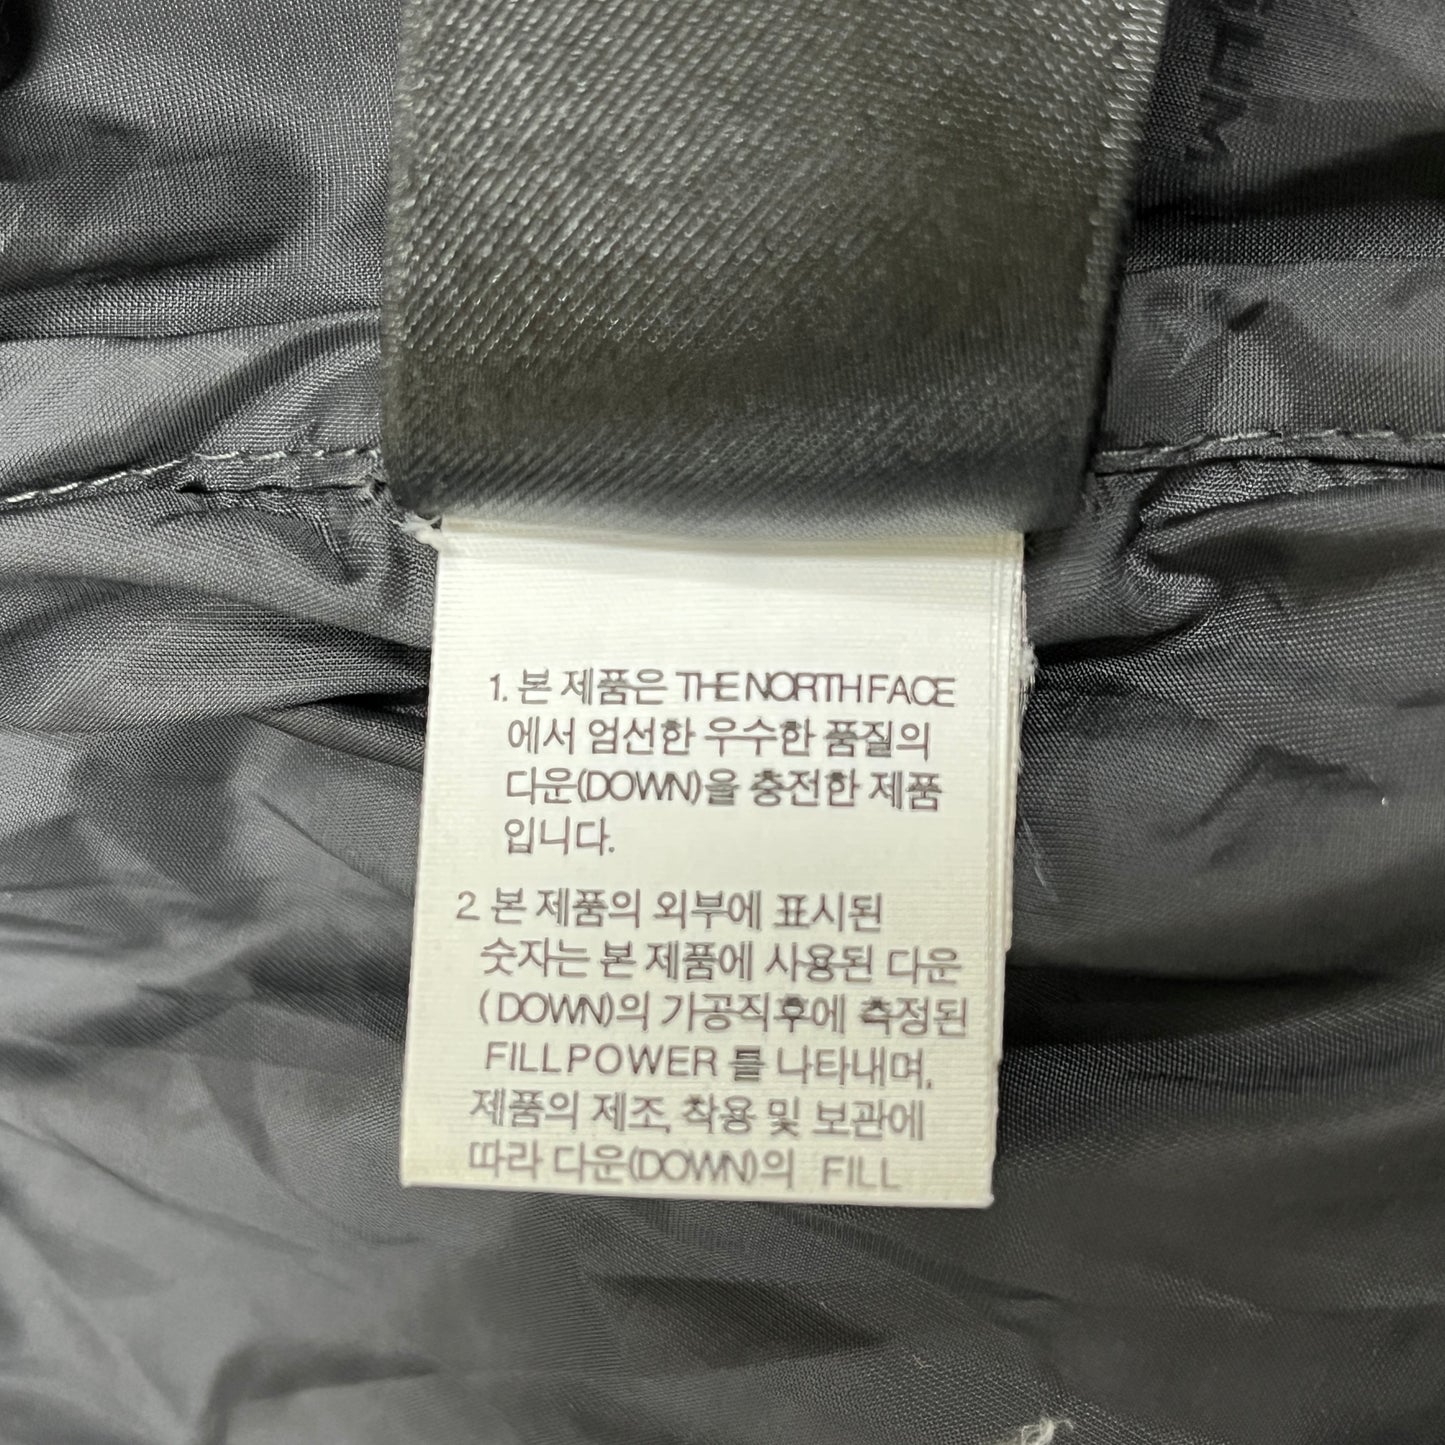 1. 본 제품은 THE NORTH FACE
에서 엄선한 우수한 품질의
다운(DOWN)을 충전한 제품
입니다.
2 본 제품의 외부에 표시된
숫자는 본 제품에 사용된 다운
(DOWN)의 가공직후에 측정된
FILL POWER 를 나타내며,
제품의 제조, 착용 및 보관에
따라 다운(DOWN)의 FILL